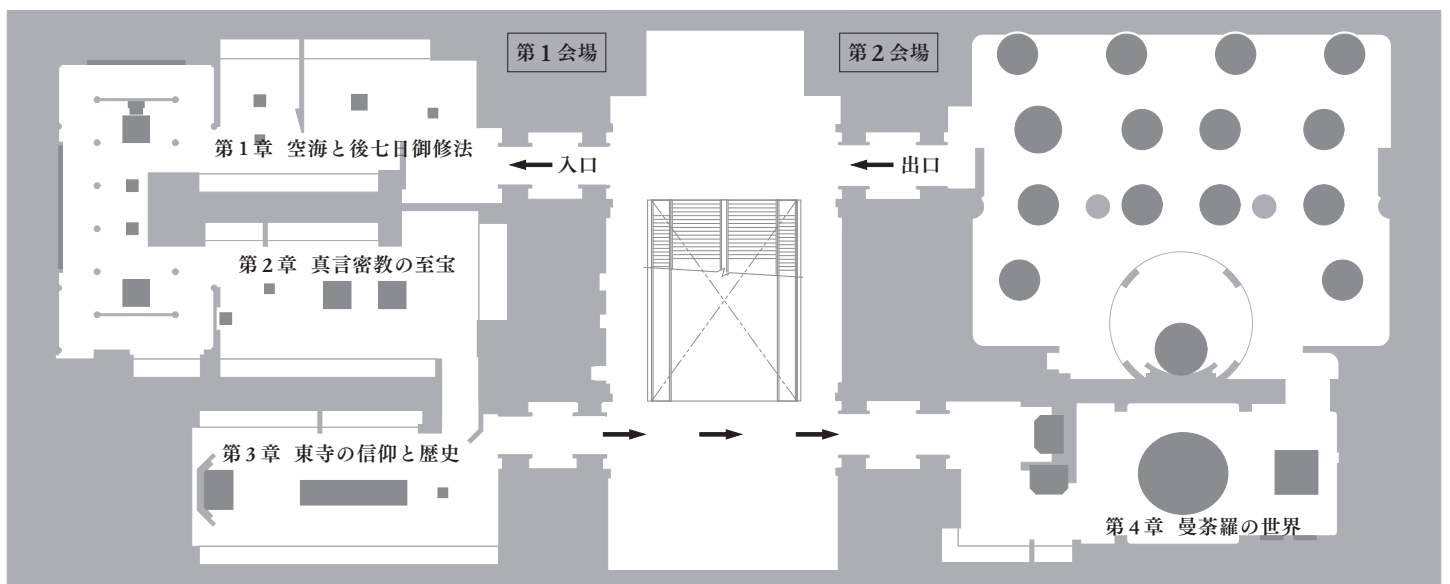 第1会場
第2会場
第1章 空海と後七日御修法
入口
出口
第2章 真言密教の至宝
第3章 東寺の信仰と歴史
第4章 曼荼羅の世界